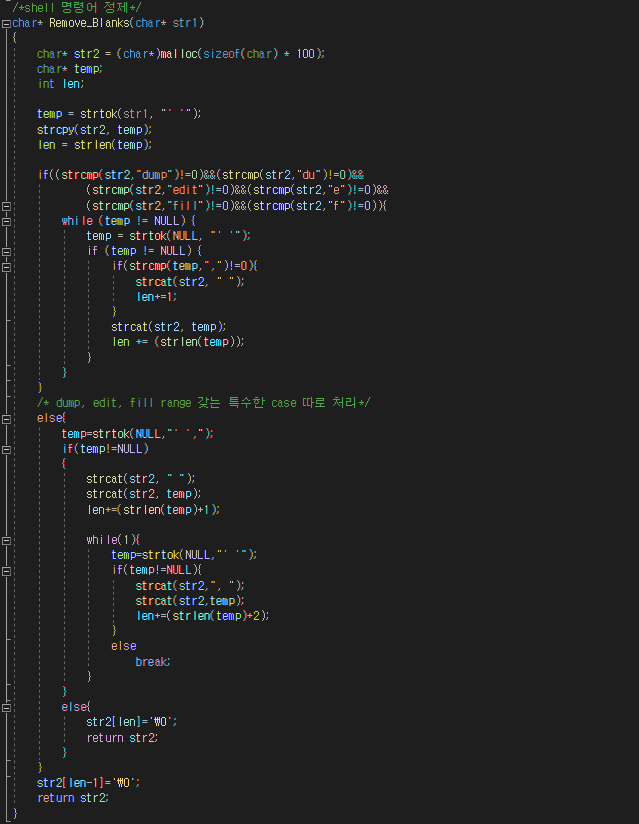 /*shell 명령어 정제*/
char* Remove_Blanks(char* str1)
{
    char* str2 = (char*)malloc(sizeof(char) * 100);
    char* temp;
    int len;
    temp = strtok(str1, "' '");
    strcpy(str2, temp);
    len = strlen(temp);
    if((strcmp(str2,"dump")!=0)&&(strcmp(str2,"du")!=0)&&
            (strcmp(str2,"edit")!=0)&&(strcmp(str2,"e")!=0)&&
            (strcmp(str2,"fill")!=0)&&(strcmp(str2,"f")!=0)){
        while (temp != NULL) {
            temp = strtok(NULL, "' '");
            if (temp != NULL) {
                if(strcmp(temp,",")!=0){
                    strcat(str2, " ");
                    len+=1;
                }
                strcat(str2, temp);
                len += (strlen(temp));
            }
        }
    }
    /* dump, edit, fill range 갖는 특수한 case 따로 처리*/
    else{
        temp=strtok(NULL,"' ',");
        if(temp!=NULL)
        {
            strcat(str2, " ");
            strcat(str2, temp);
            len+=(strlen(temp)+1);
            while(1){
                temp=strtok(NULL,"' '");
                if(temp!=NULL){
                    strcat(str2,", ");
                    strcat(str2,temp);
                    len+=(strlen(temp)+2);
                }
                else
                    break;
            }
        }
        else{
            str2[len]='₩0';
            return str2;
        }
    }
    str2[len-1]='₩0';
    return str2;
}